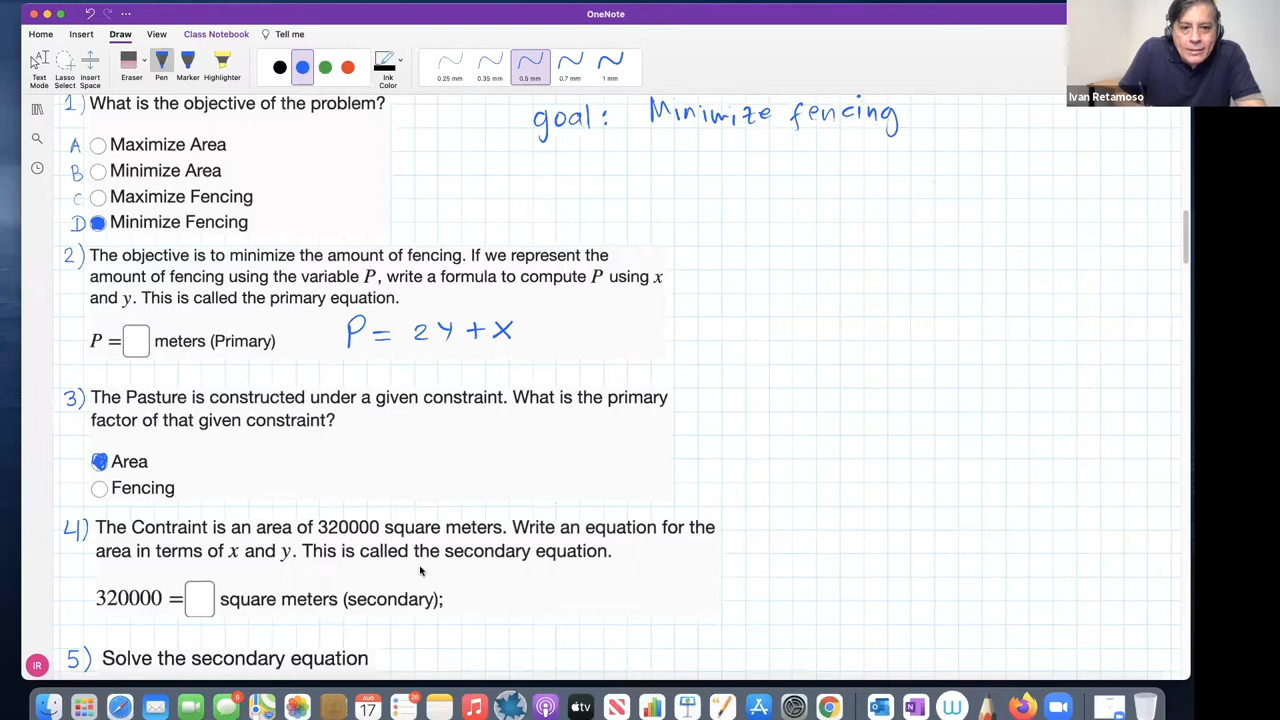 OneNote
Home Insert Draw View Class Notebook Tell me
Text Mode
Lasso Select
Insert Space
Eraser
Pen
Marker
Highlighter
Ink Color
0.25 mm 0.35 mm 0.5 mm 0.7 mm 1 mm
Ivan Retamoso
1) What is the objective of the problem?
goal: Minimize fencing
A Maximize Area
B Minimize Area
C Maximize Fencing
D Minimize Fencing
2) The objective is to minimize the amount of fencing. If we represent the
amount of fencing using the variable P, write a formula to compute P using x
and y. This is called the primary equation.
P = meters (Primary) P = 2y + x
3) The Pasture is constructed under a given constraint. What is the primary
factor of that given constraint?
Area
Fencing
4) The Contraint is an area of 320000 square meters. Write an equation for the
area in terms of x and y. This is called the secondary equation.
320000 = square meters (secondary);
5) Solve the secondary equation
IR
6
AUG
17
26
tv